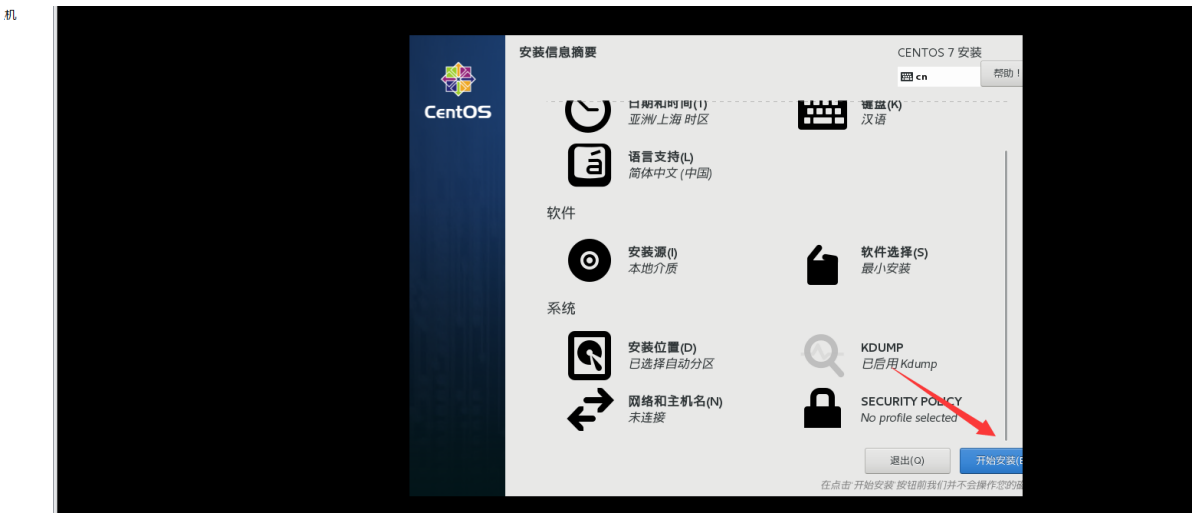 机
安装信息摘要
CENTOS 7 安装
cn
帮助！
CentOS
日期和时间(T)
亚洲/上海 时区
键盘(K)
汉语
语言支持(L)
简体中文 (中国)
软件
安装源(I)
本地介质
软件选择(S)
最小安装
系统
安装位置(D)
已选择自动分区
KDUMP
已启用 Kdump
网络和主机名(N)
未连接
SECURITY POLICY
No profile selected
退出(Q)
开始安装(
在点击 开始安装 按钮前我们并不会操作您的